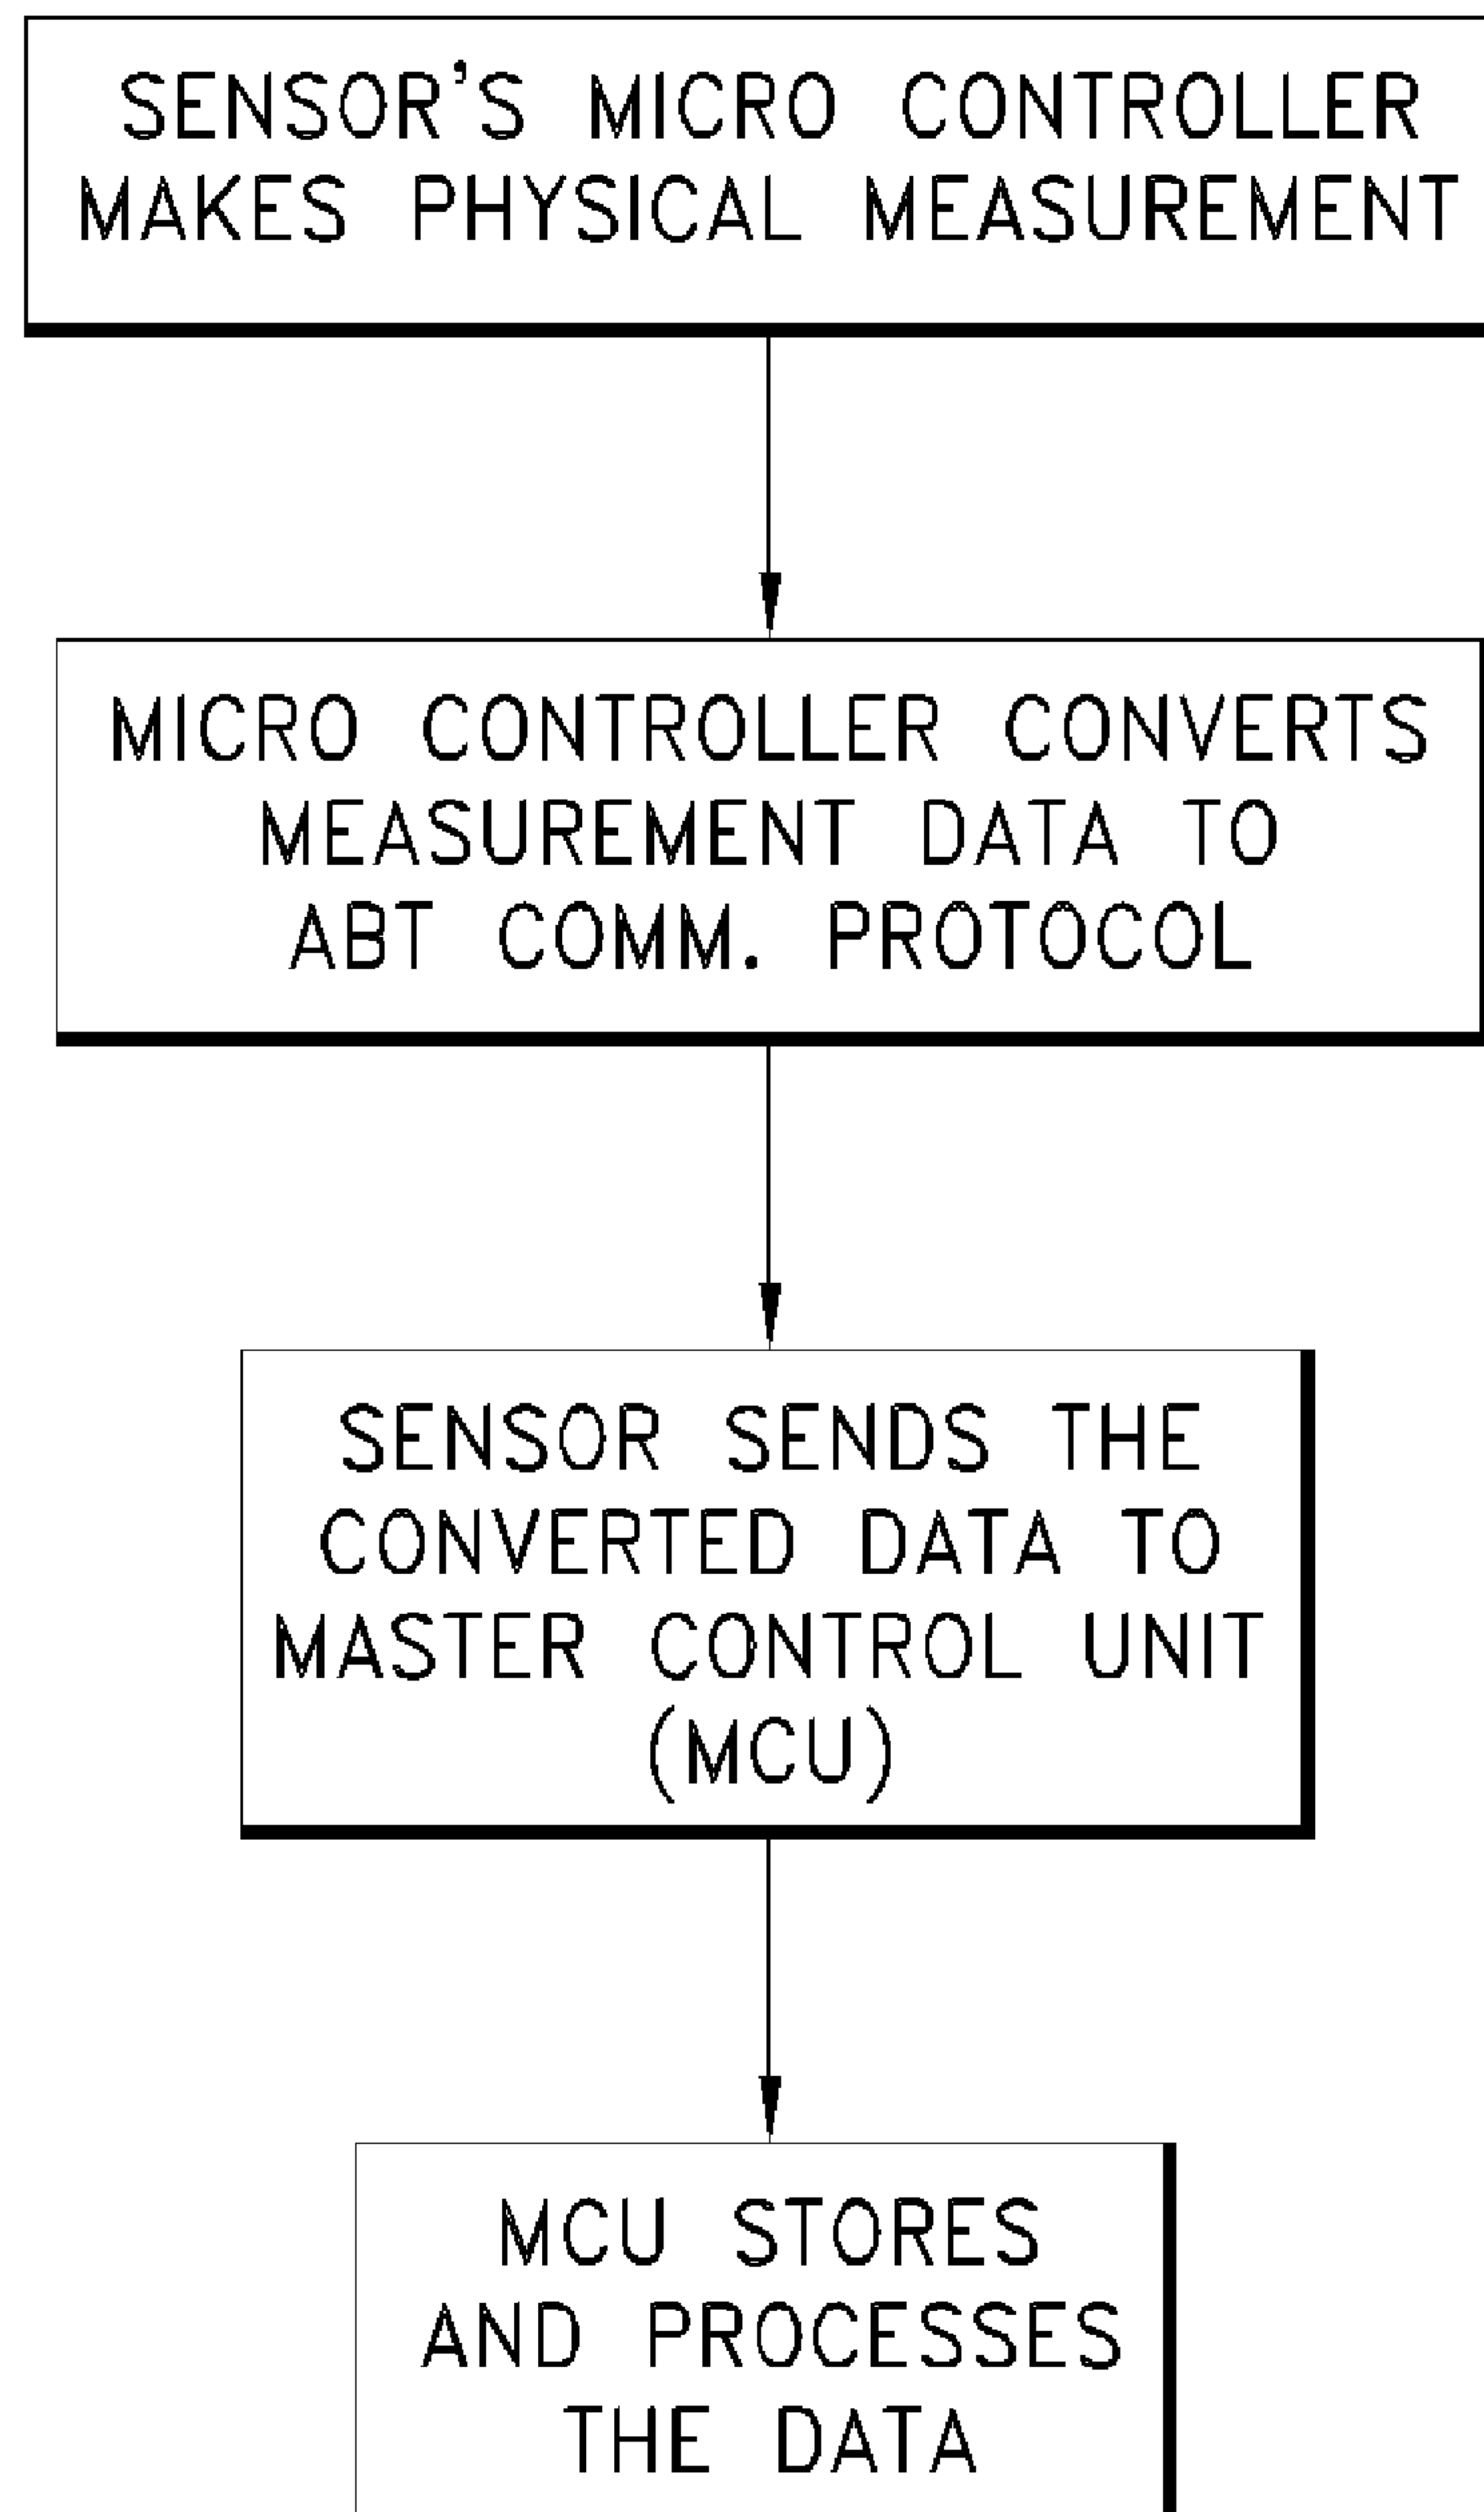 SENSOR'S MICRO CONTROLLER
MAKES PHYSICAL MEASUREMENT
MICRO CONTROLLER CONVERTS
MEASUREMENT DATA TO
ABT COMM. PROTOCOL
SENSOR SENDS THE
CONVERTED DATA TO
MASTER CONTROL UNIT
(MCU)
MCU STORES
AND PROCESSES
THE DATA